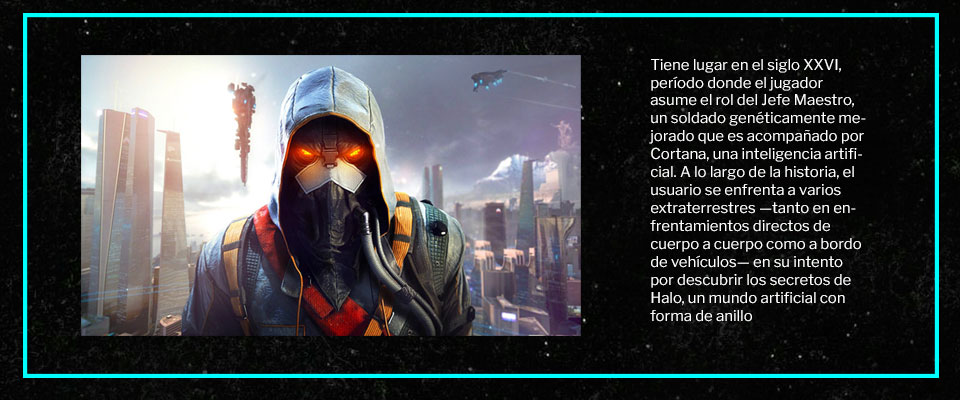 Tiene lugar en el siglo XXVI,
período donde el jugador
asume el rol del Jefe Maestro,
un soldado genéticamente me-
jorado que es acompañado por
Cortana, una inteligencia artifi-
cial. A lo largo de la historia, el
usuario se enfrenta a varios
extraterrestres —tanto en en-
frentamientos directos de
cuerpo a cuerpo como a bordo
de vehículos— en su intento
por descubrir los secretos de
Halo, un mundo artificial con
forma de anillo